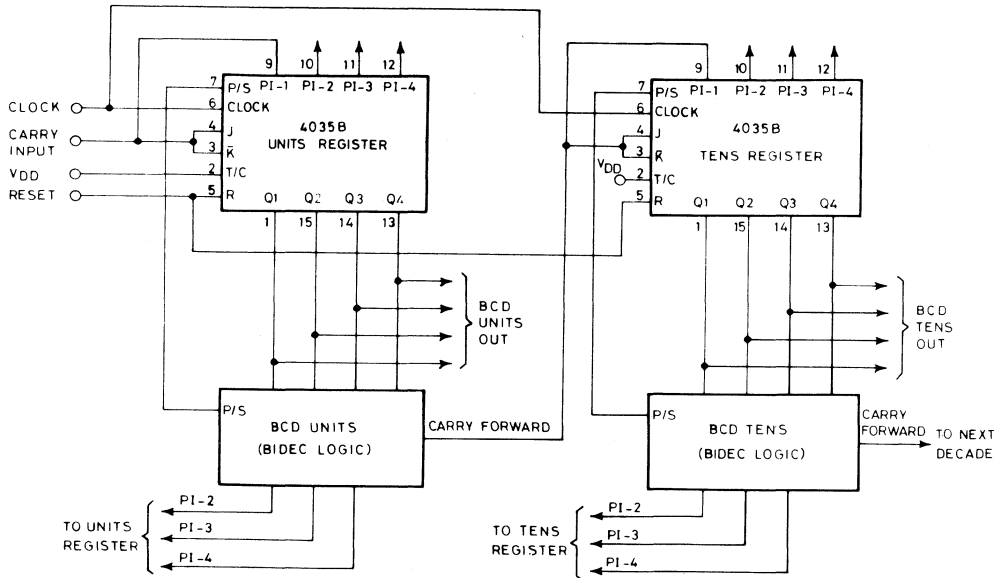 CLOCK
CARRY
INPUT
VDD
RESET
9 10 11 12
7 P/S PI-1 PI-2 PI-3 PI-4
6 CLOCK
4 J
3 K̄
2 T/C
5 R
4035B
UNITS REGISTER
Q1 Q2 Q3 Q4
1 15 14 13
BCD
UNITS
OUT
P/S
BCD UNITS
(BIDEC LOGIC)
CARRY FORWARD
PI-2
PI-3
PI-4
TO UNITS
REGISTER
9 10 11 12
7 P/S PI-1 PI-2 PI-3 PI-4
6 CLOCK
4 J
3 K̄
VDD
2 T/C
5 R
4035B
TENS REGISTER
Q1 Q2 Q3 Q4
1 15 14 13
BCD
TENS
OUT
P/S
BCD TENS
(BIDEC LOGIC)
CARRY
FORWARD
TO NEXT
DECADE
PI-2
PI-3
PI-4
TO TENS
REGISTER